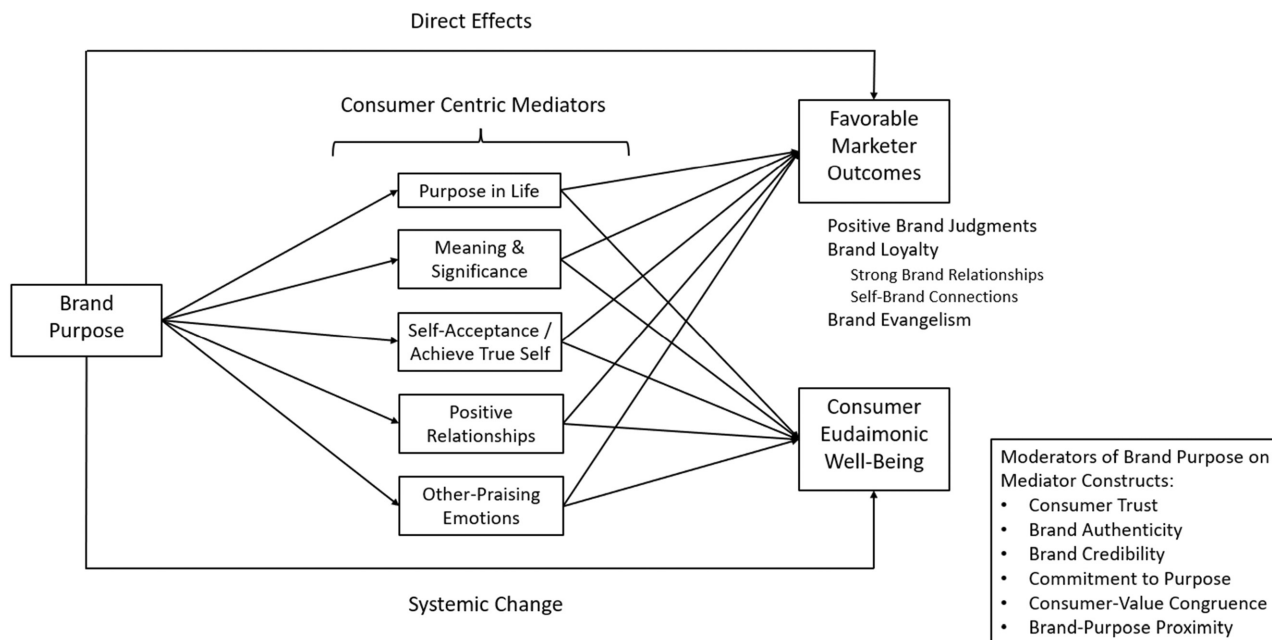 Direct Effects
Consumer Centric Mediators
Favorable
Marketer
Outcomes
Purpose in Life
Positive Brand Judgments
Brand Loyalty
Strong Brand Relationships
Self-Brand Connections
Brand Evangelism
Meaning &
Significance
Brand
Purpose
Self-Acceptance /
Achieve True Self
Positive
Relationships
Consumer
Eudaimonic
Well-Being
Other-Praising
Emotions
Moderators of Brand Purpose on
Mediator Constructs:
• Consumer Trust
• Brand Authenticity
• Brand Credibility
• Commitment to Purpose
• Consumer-Value Congruence
• Brand-Purpose Proximity
Systemic Change